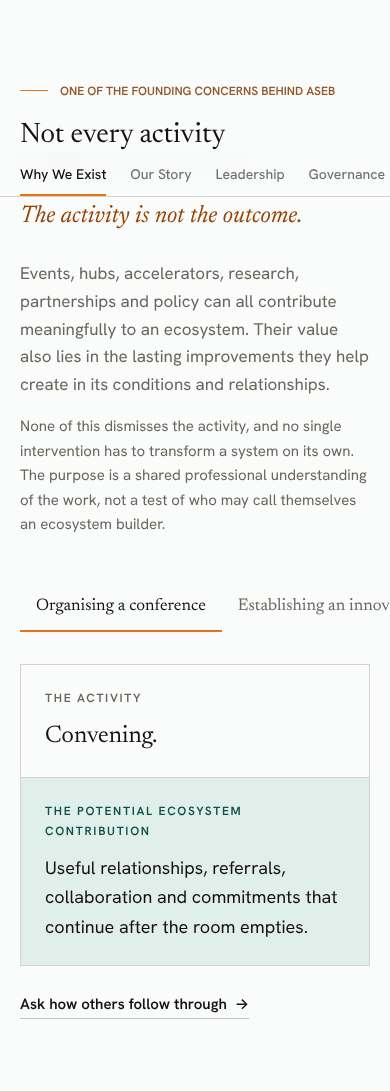 ONE OF THE FOUNDING CONCERNS BEHIND ASEB
Not every activity
Why We Exist Our Story Leadership Governance
The activity is not the outcome.
Events, hubs, accelerators, research,
partnerships and policy can all contribute
meaningfully to an ecosystem. Their value
also lies in the lasting improvements they help
create in its conditions and relationships.
None of this dismisses the activity, and no single
intervention has to transform a system on its own.
The purpose is a shared professional understanding
of the work, not a test of who may call themselves
an ecosystem builder.
Organising a conference Establishing an innov
THE ACTIVITY
Convening.
THE POTENTIAL ECOSYSTEM
CONTRIBUTION
Useful relationships, referrals,
collaboration and commitments that
continue after the room empties.
Ask how others follow through →